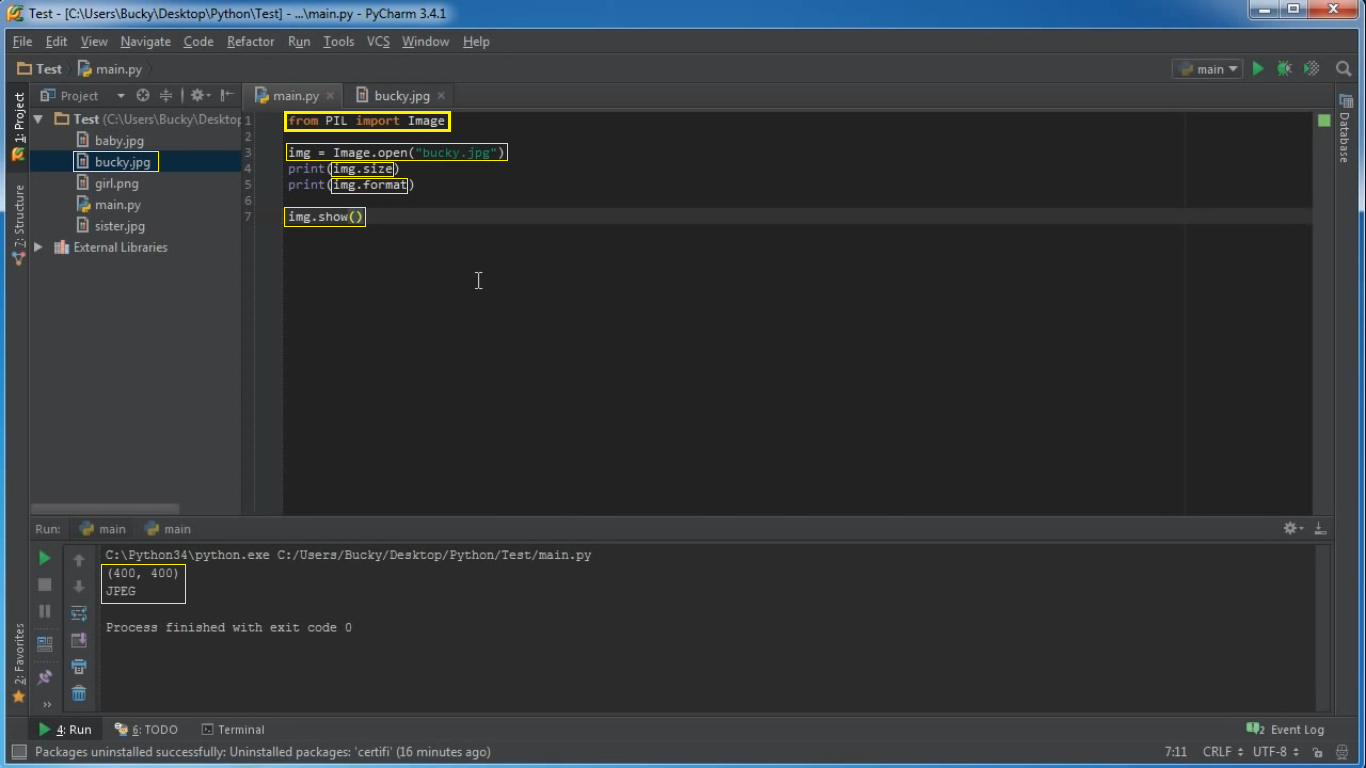 Test - [C:\Users\Bucky\Desktop\Python\Test] - ...\main.py - PyCharm 3.4.1
File Edit View Navigate Code Refactor Run Tools VCS Window Help
Test main.py main
1: Project
Project
main.py bucky.jpg
Test (C:\Users\Bucky\Desktop
baby.jpg
bucky.jpg
girl.png
main.py
sister.jpg
External Libraries
7: Structure
Database
1 from PIL import Image
2
3 img = Image.open("bucky.jpg")
4 print(img.size)
5 print(img.format)
6
7 img.show()
Run: main main
C:\Python34\python.exe C:/Users/Bucky/Desktop/Python/Test/main.py
(400, 400)
JPEG
Process finished with exit code 0
2: Favorites
4: Run 6: TODO Terminal 2 Event Log
Packages uninstalled successfully: Uninstalled packages: 'certifi' (16 minutes ago) 7:11 CRLF UTF-8